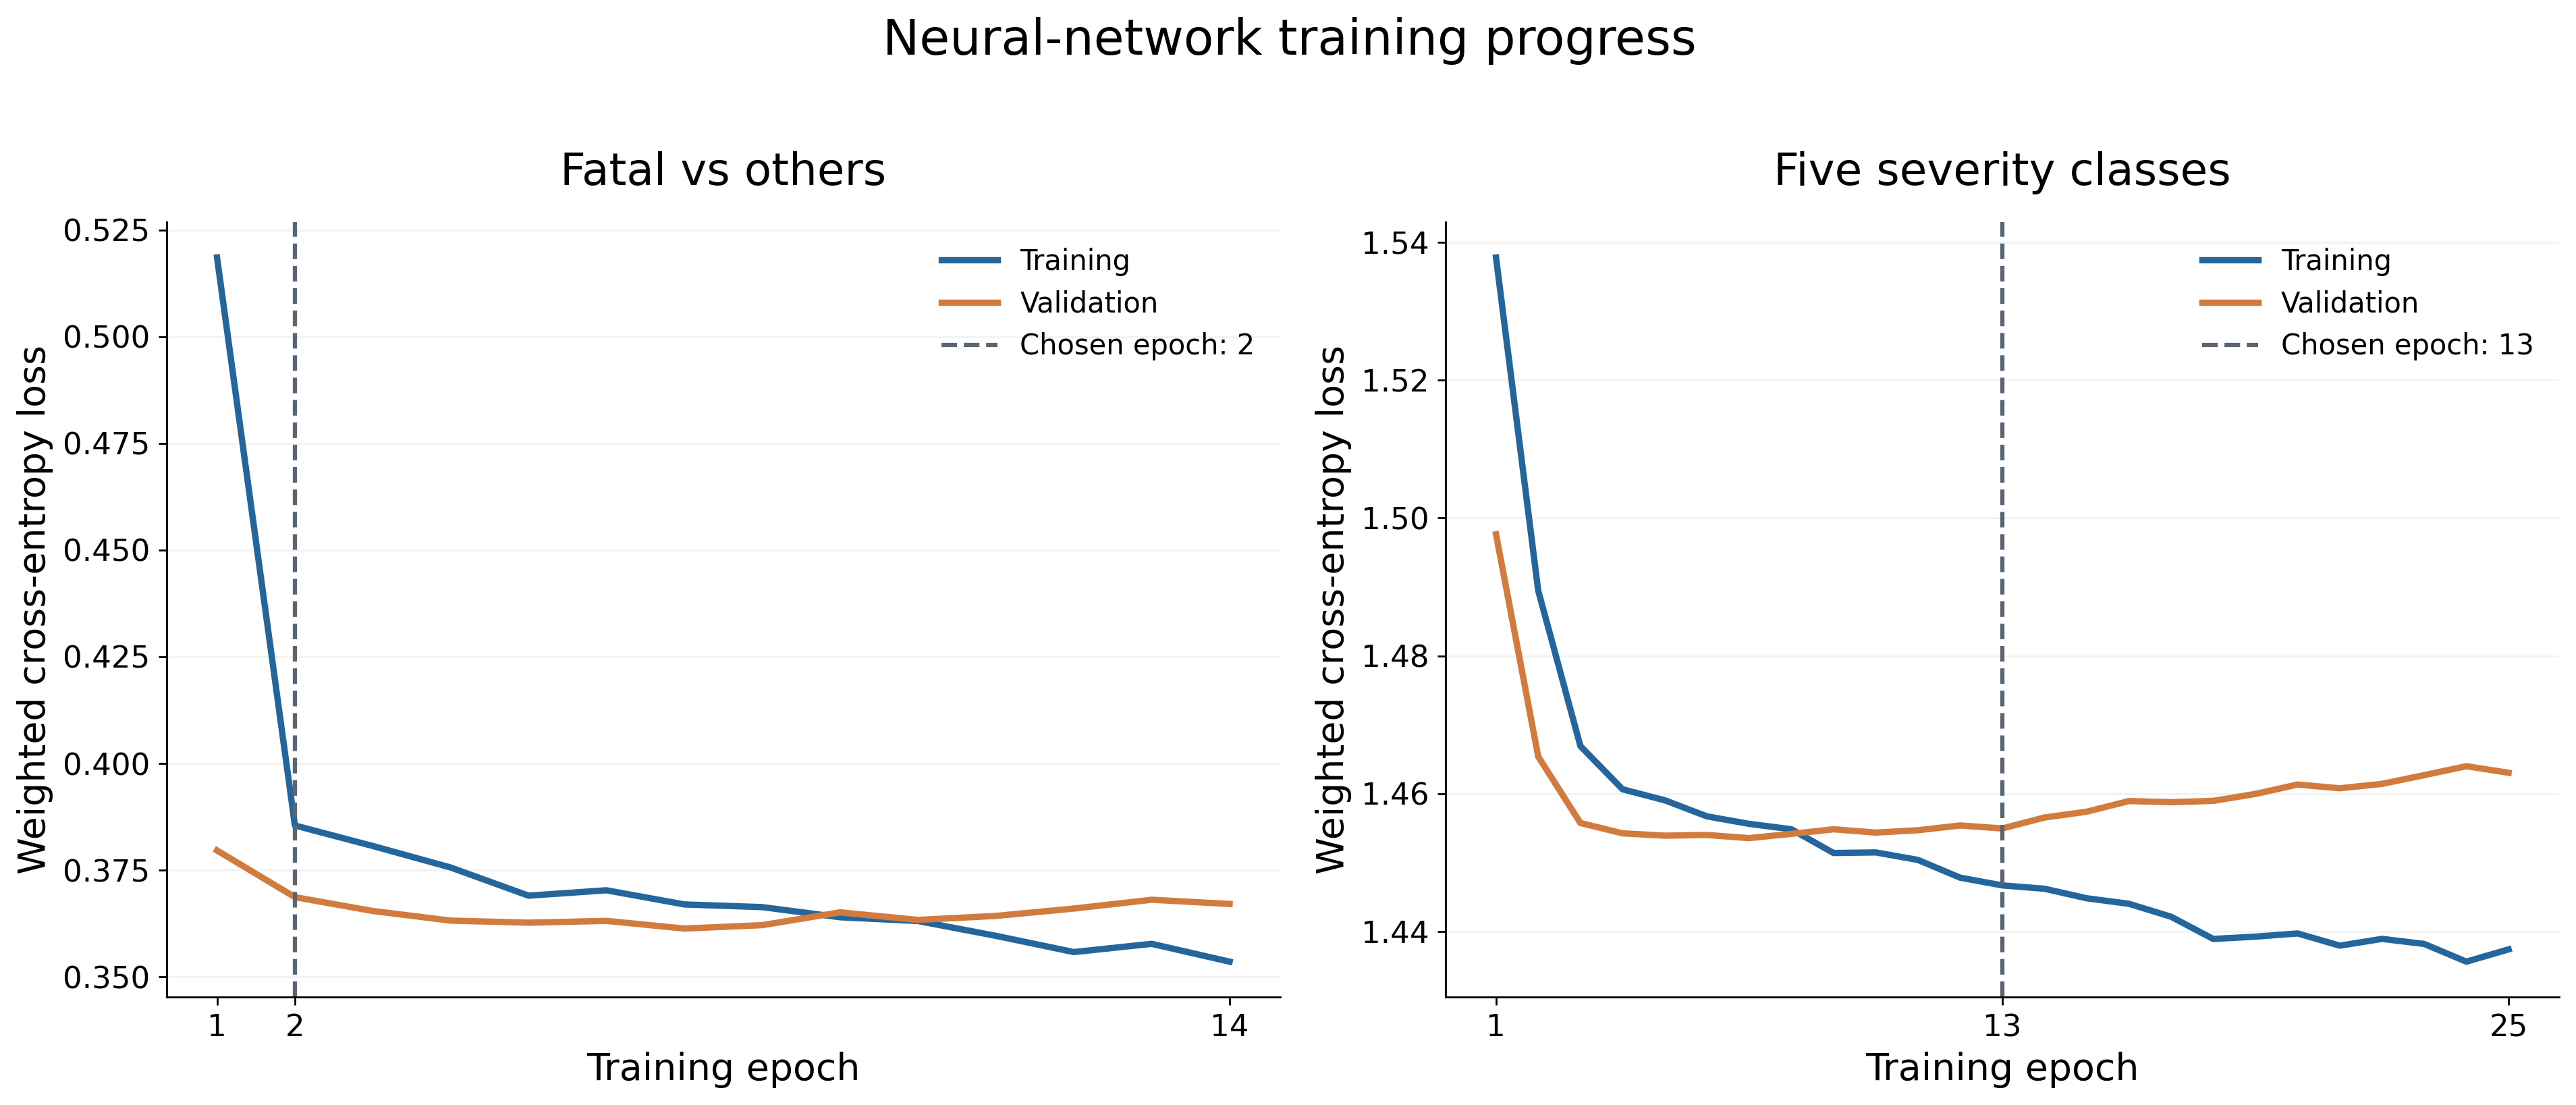 Neural-network training progress
Fatal vs others
Weighted cross-entropy loss
0.525
0.500
0.475
0.450
0.425
0.400
0.375
0.350
Training
Validation
Chosen epoch: 2
1
2
14
Training epoch
Five severity classes
Weighted cross-entropy loss
1.54
1.52
1.50
1.48
1.46
1.44
Training
Validation
Chosen epoch: 13
1
13
25
Training epoch